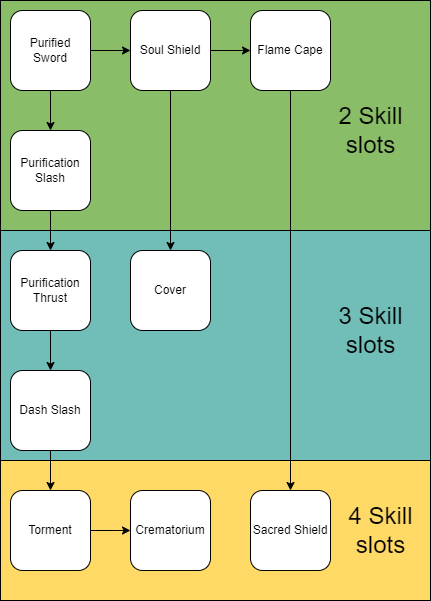 Purified
Sword
Soul Shield
Flame Cape
2 Skill
slots
Purification
Slash
Purification
Thrust
Cover
3 Skill
slots
Dash Slash
Torment
Crematorium
Sacred Shield
4 Skill
slots